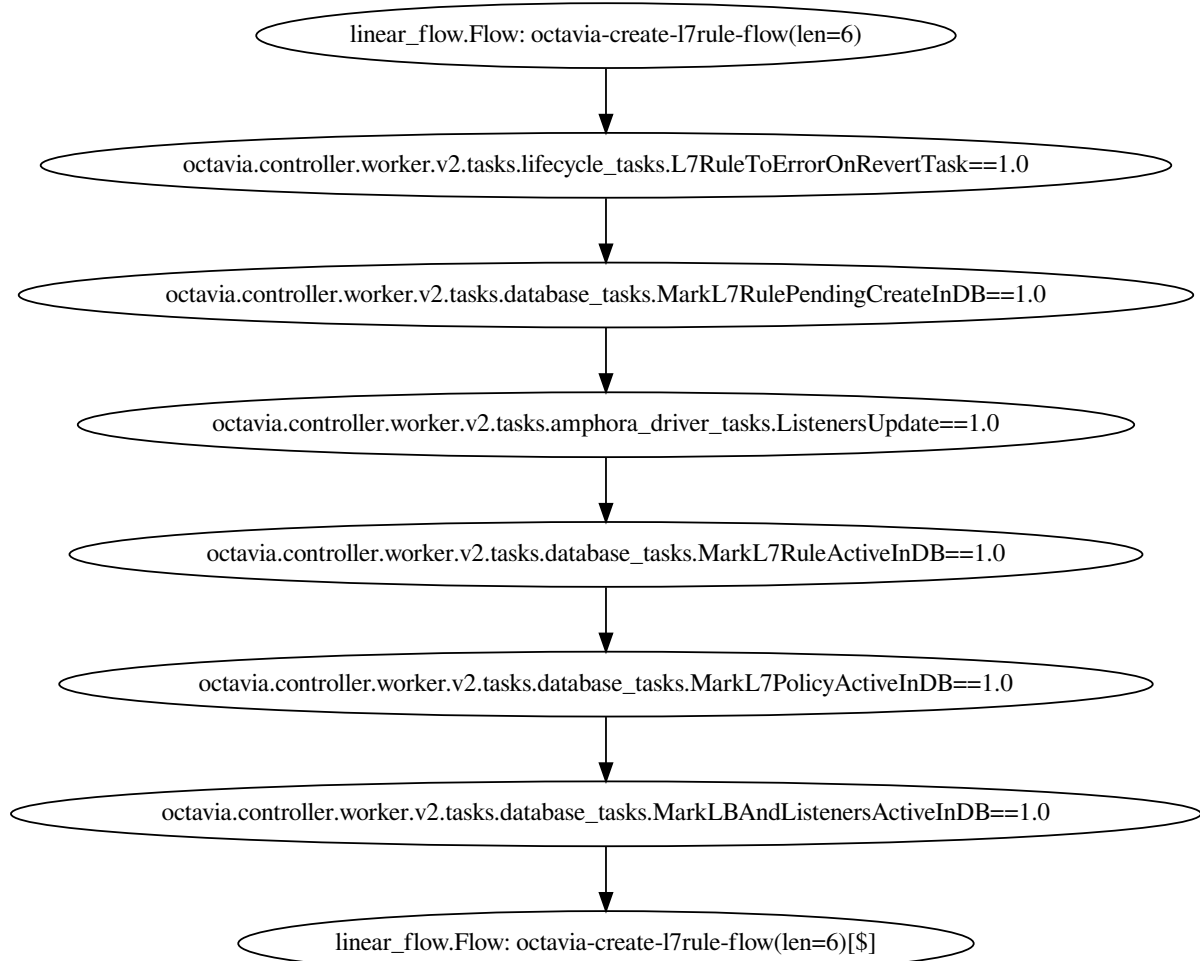 linear_flow.Flow: octavia-create-l7rule-flow(len=6)
octavia.controller.worker.v2.tasks.lifecycle_tasks.L7RuleToErrorOnRevertTask==1.0
octavia.controller.worker.v2.tasks.database_tasks.MarkL7RulePendingCreateInDB==1.0
octavia.controller.worker.v2.tasks.amphora_driver_tasks.ListenersUpdate==1.0
octavia.controller.worker.v2.tasks.database_tasks.MarkL7RuleActiveInDB==1.0
octavia.controller.worker.v2.tasks.database_tasks.MarkL7PolicyActiveInDB==1.0
octavia.controller.worker.v2.tasks.database_tasks.MarkLBAndListenersActiveInDB==1.0
linear_flow.Flow: octavia-create-l7rule-flow(len=6)[$]